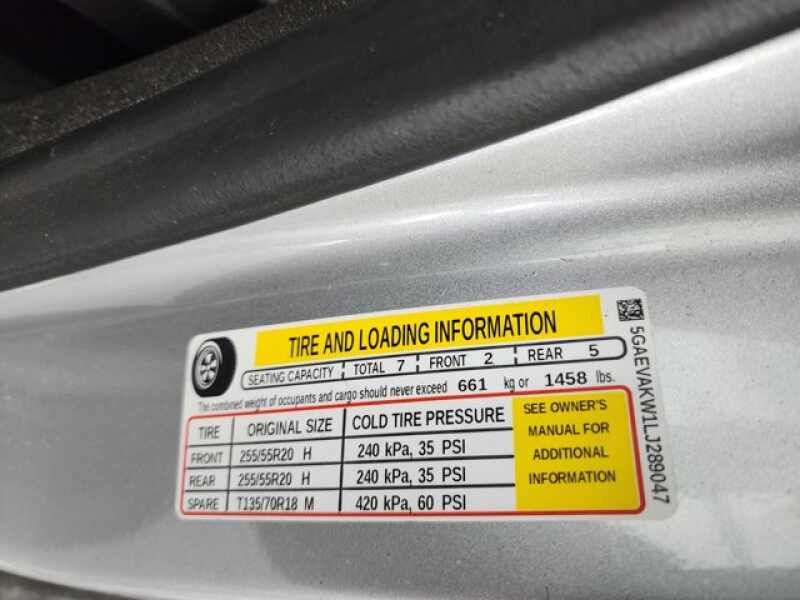 TIRE AND LOADING INFORMATION
SEATING CAPACITY TOTAL 7 FRONT 2 REAR 5
The combined weight of occupants and cargo should never exceed 661 kg or 1458 lbs.
TIRE ORIGINAL SIZE COLD TIRE PRESSURE
FRONT 255/55R20 H 240 kPa, 35 PSI
REAR 255/55R20 H 240 kPa, 35 PSI
SPARE T135/70R18 M 420 kPa, 60 PSI
SEE OWNER'S
MANUAL FOR
ADDITIONAL
INFORMATION
5GAEVAKW1LJ289047